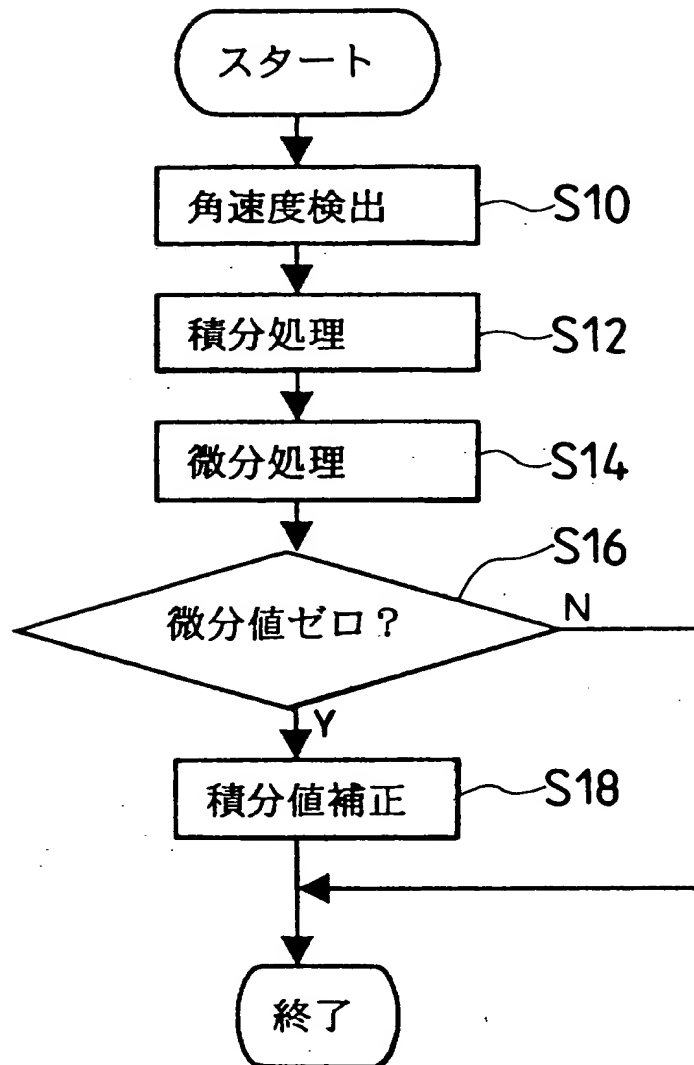 スタート
角速度検出
S10
積分処理
S12
微分処理
S14
S16
微分値ゼロ?
N
Y
積分値補正
S18
終了